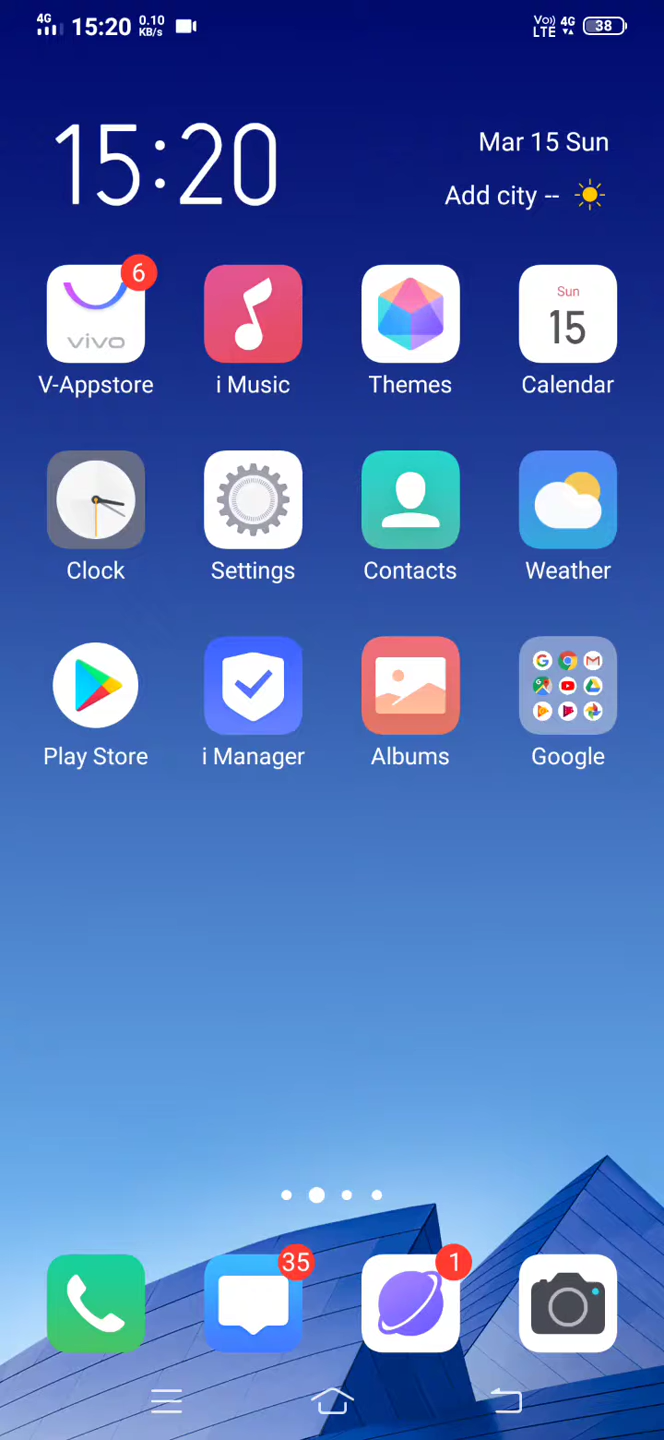 4G 15:20 0.10 KB/s Vo)) LTE 4G 38
15:20
Mar 15 Sun
Add city --
6
vivo
Sun
15
V-Appstore i Music Themes Calendar
Clock Settings Contacts Weather
Play Store i Manager Albums Google
35 1